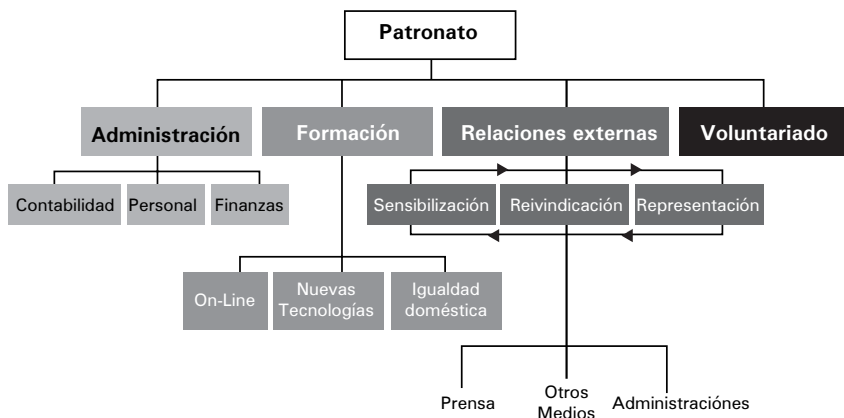 Patronato
Administración
Formación
Relaciones externas
Voluntariado
Contabilidad
Personal
Finanzas
Sensibilización
Reivindicación
Representación
On-Line
Nuevas
Tecnologías
Igualdad
doméstica
Prensa
Otros
Medios
Administraciónes